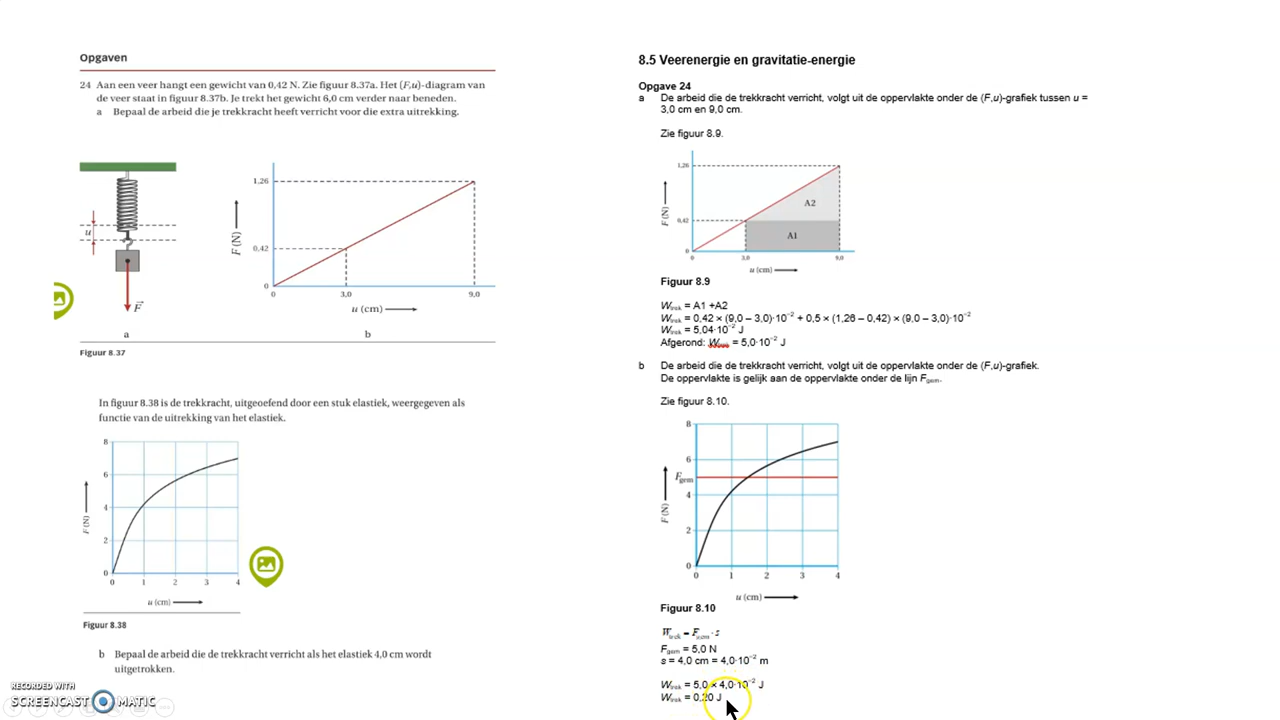 Opgaven
24 Aan een veer hangt een gewicht van 0,42 N. Zie figuur 8.37a. Het (F,u)-diagram van
de veer staat in figuur 8.37b. Je trekt het gewicht 6,0 cm verder naar beneden.
a Bepaal de arbeid die je trekkracht heeft verricht voor die extra uitrekking.
u
F
a
1,26
0,42
0
F (N)
0 3,0 9,0
u (cm)
b
Figuur 8.37
In figuur 8.38 is de trekkracht, uitgeoefend door een stuk elastiek, weergegeven als
functie van de uitrekking van het elastiek.
8
6
4
2
0
F (N)
0 1 2 3 4
u (cm)
Figuur 8.38
b Bepaal de arbeid die de trekkracht verricht als het elastiek 4,0 cm wordt
uitgetrokken.
RECORDED WITH
SCREENCAST MATIC
8.5 Veerenergie en gravitatie-energie
Opgave 24
a De arbeid die de trekkracht verricht, volgt uit de oppervlakte onder de (F,u)-grafiek tussen u =
3,0 cm en 9,0 cm.
Zie figuur 8.9.
1,26
0,42
0
F (N)
A2
A1
0 3,0 9,0
u (cm)
Figuur 8.9
Wtrek = A1 +A2
Wtrek = 0,42 × (9,0 – 3,0)·10⁻² + 0,5 × (1,26 – 0,42) × (9,0 – 3,0)·10⁻²
Wtrek = 5,04·10⁻² J
Afgerond: Wtrek = 5,0·10⁻² J
b De arbeid die de trekkracht verricht, volgt uit de oppervlakte onder de (F,u)-grafiek.
De oppervlakte is gelijk aan de oppervlakte onder de lijn Fgem.
Zie figuur 8.10.
8
6
Fgem
4
2
0
F (N)
0 1 2 3 4
u (cm)
Figuur 8.10
Wtrek = Fgem · s
Fgem = 5,0 N
s = 4,0 cm = 4,0·10⁻² m
Wtrek = 5,0 × 4,0·10⁻² J
Wtrek = 0,20 J